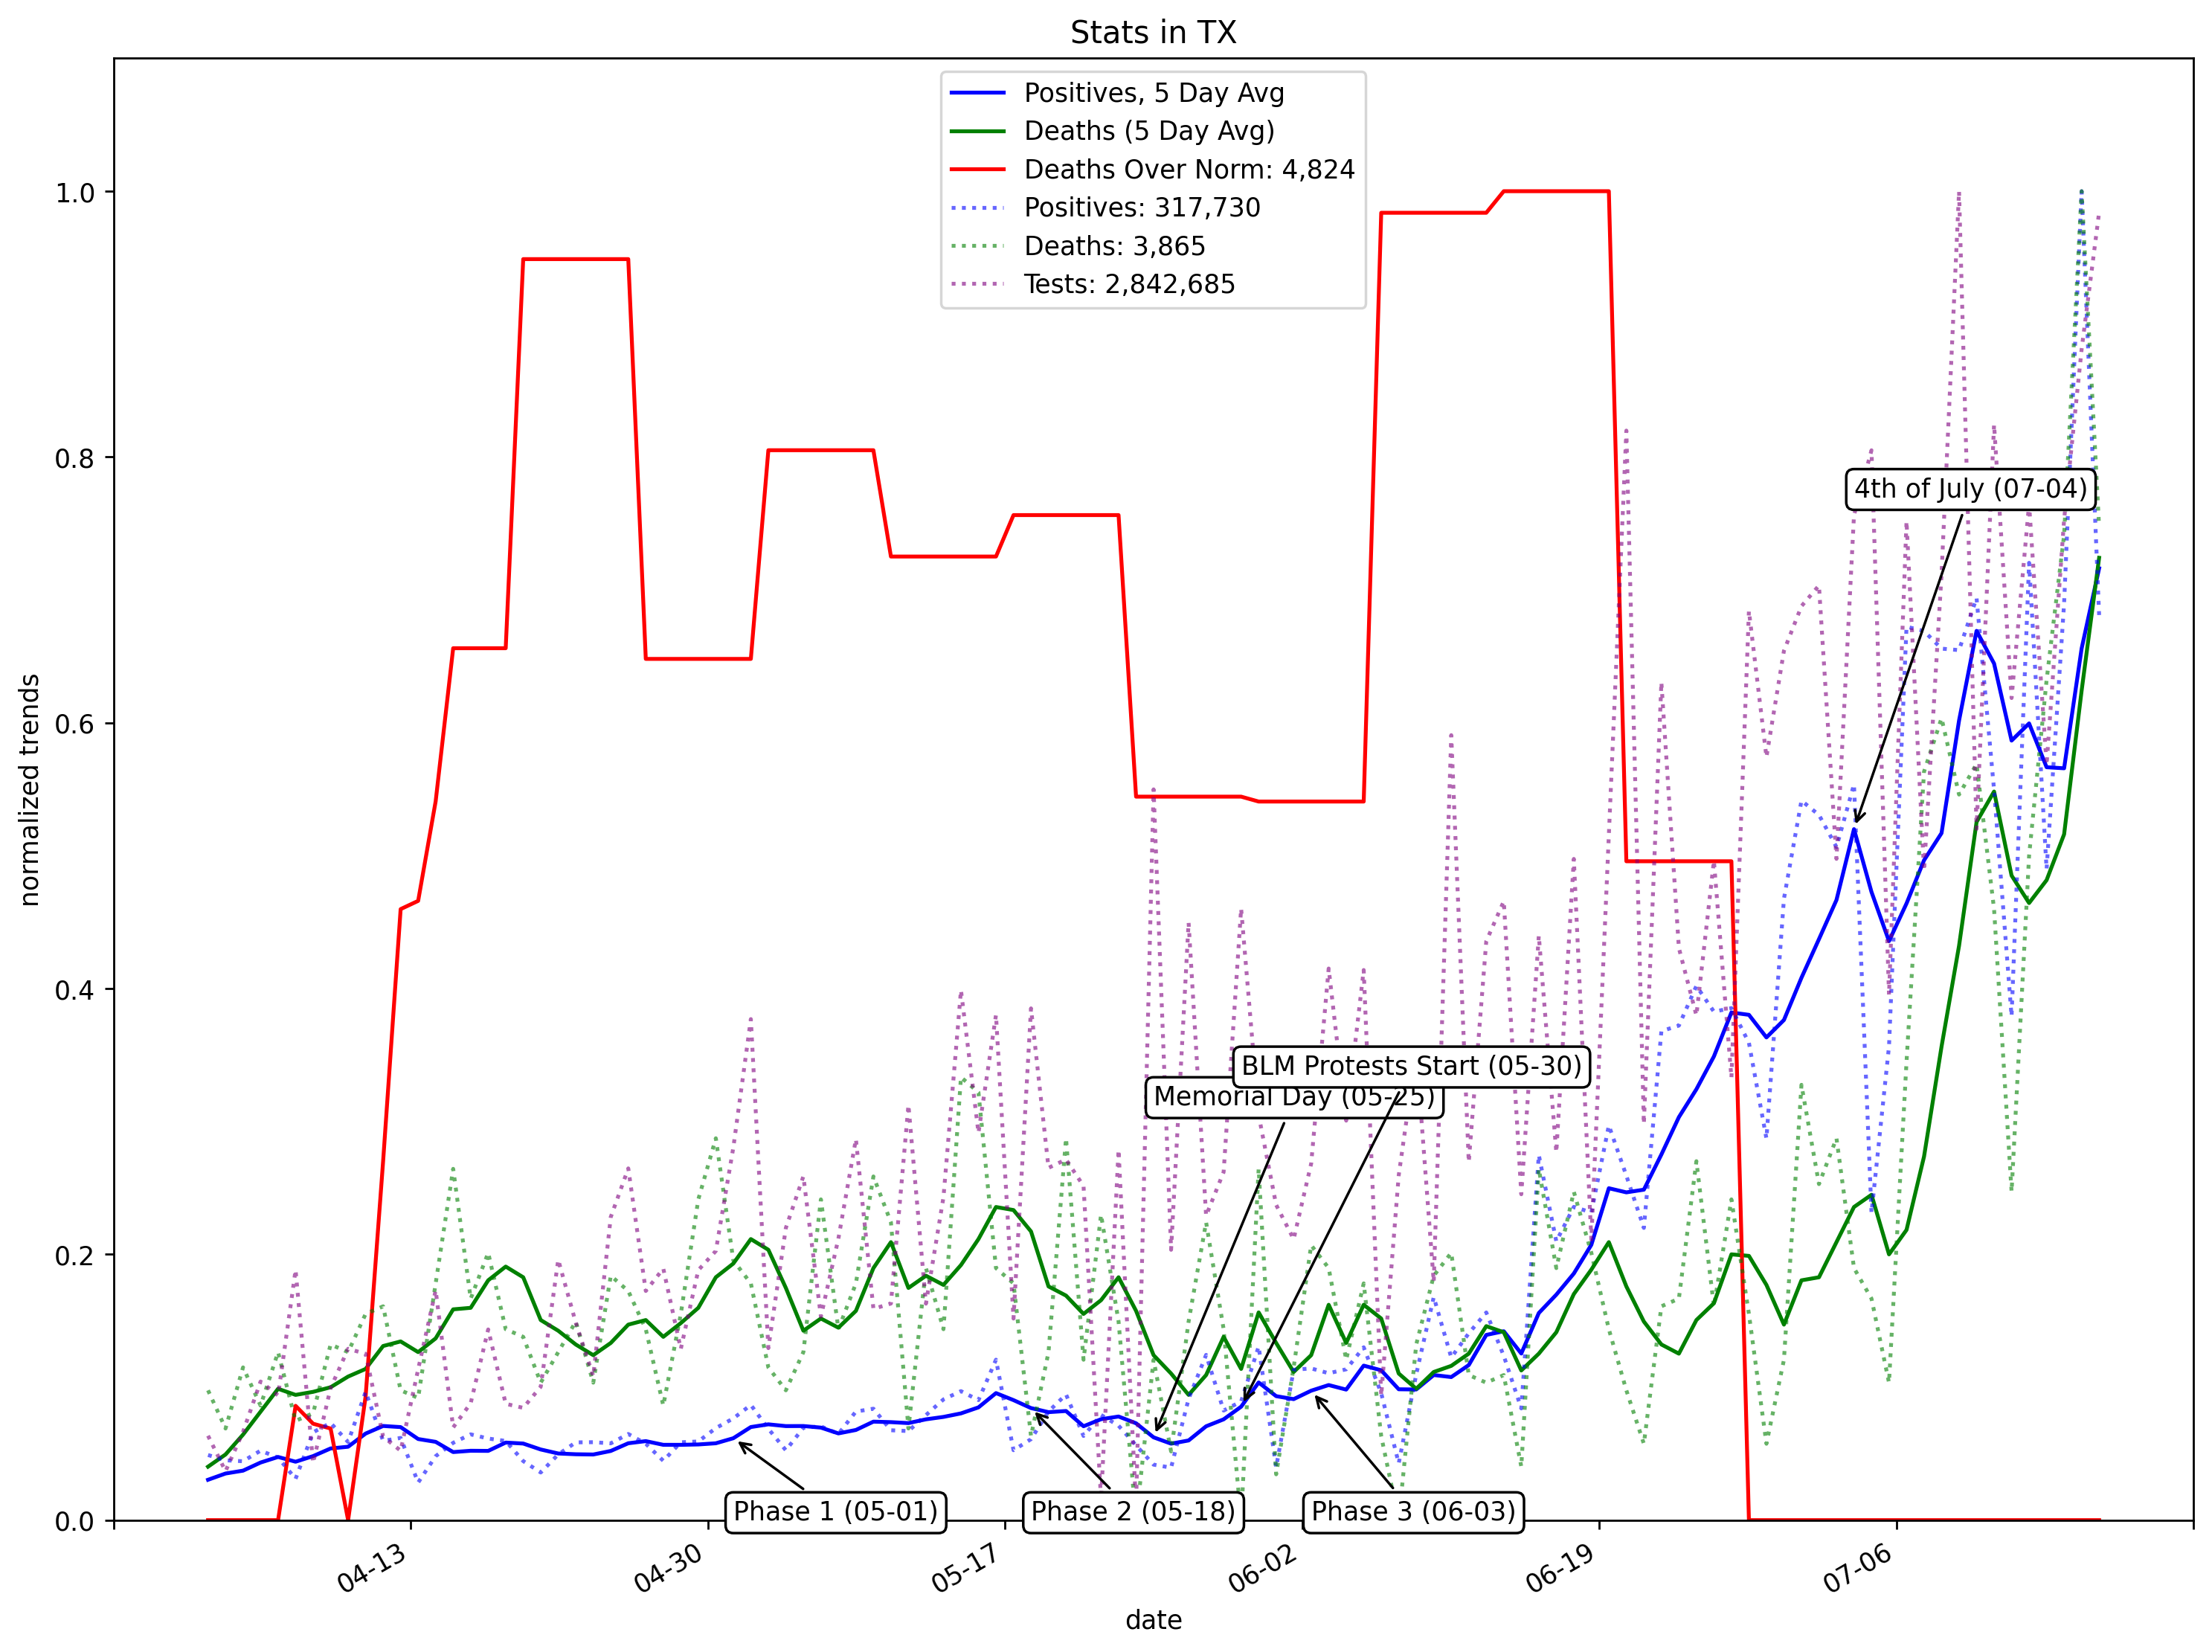 Stats in TX
Positives, 5 Day Avg
Deaths (5 Day Avg)
Deaths Over Norm: 4,824
Positives: 317,730
Deaths: 3,865
Tests: 2,842,685
1.0
0.8
0.6
0.4
0.2
0.0
normalized trends
4th of July (07-04)
BLM Protests Start (05-30)
Memorial Day (05-25)
Phase 1 (05-01)
Phase 2 (05-18)
Phase 3 (06-03)
04-13
04-30
05-17
06-02
06-19
07-06
date